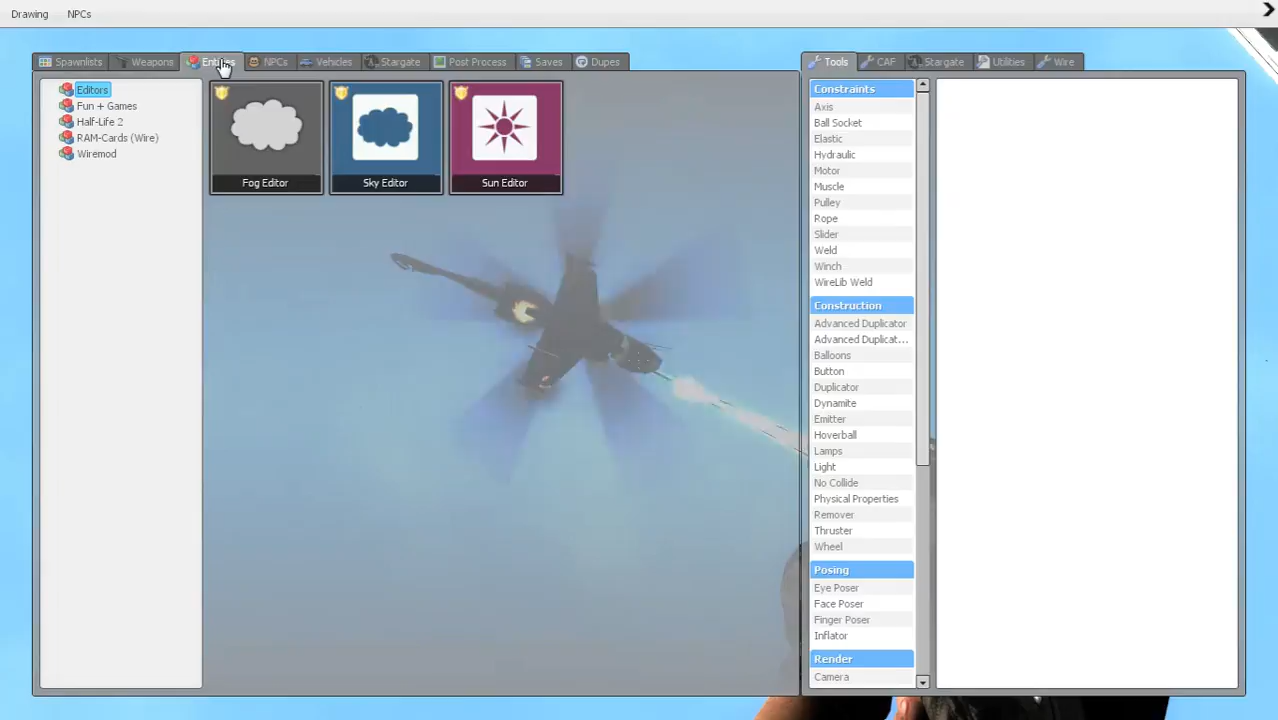 Drawing NPCs
Spawnlists Weapons Entities NPCs Vehicles Stargate Post Process Saves Dupes
Editors
Fun + Games
Half-Life 2
RAM-Cards (Wire)
Wiremod
Fog Editor Sky Editor Sun Editor
Tools CAF Stargate Utilities Wire
Constraints
Axis
Ball Socket
Elastic
Hydraulic
Motor
Muscle
Pulley
Rope
Slider
Weld
Winch
WireLib Weld
Construction
Advanced Duplicator
Advanced Duplicat...
Balloons
Button
Duplicator
Dynamite
Emitter
Hoverball
Lamps
Light
No Collide
Physical Properties
Remover
Thruster
Wheel
Posing
Eye Poser
Face Poser
Finger Poser
Inflator
Render
Camera